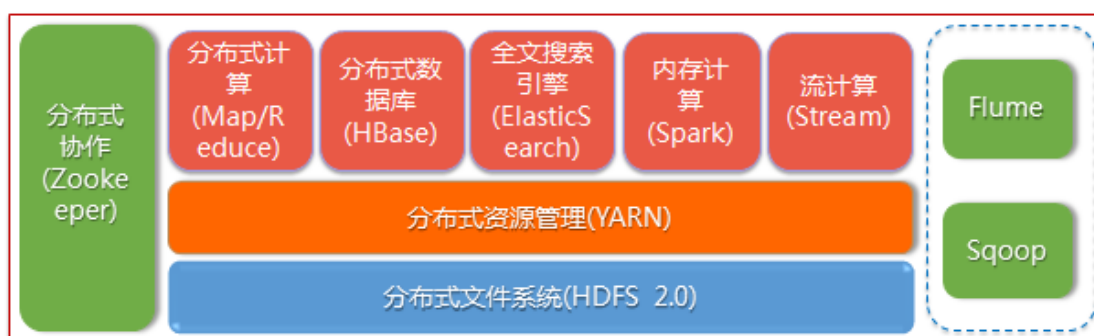 分布式
协作
(Zooke
eper)
分布式计
算
(Map/R
educe)
分布式数
据库
(HBase)
全文搜索
引擎
(ElasticS
earch)
内存计
算
(Spark)
流计算
(Stream)
分布式资源管理(YARN)
分布式文件系统(HDFS 2.0)
Flume
Sqoop